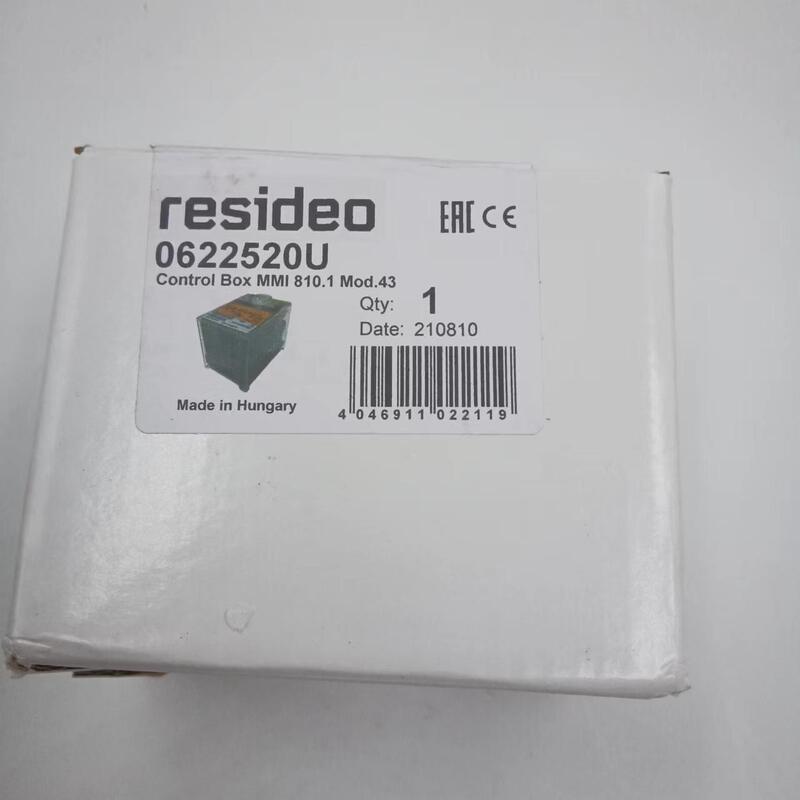 resideo
EAC CE
0622520U
Control Box MMI 810.1 Mod.43
Qty: 1
Date: 210810
Made in Hungary
4 046911 022119